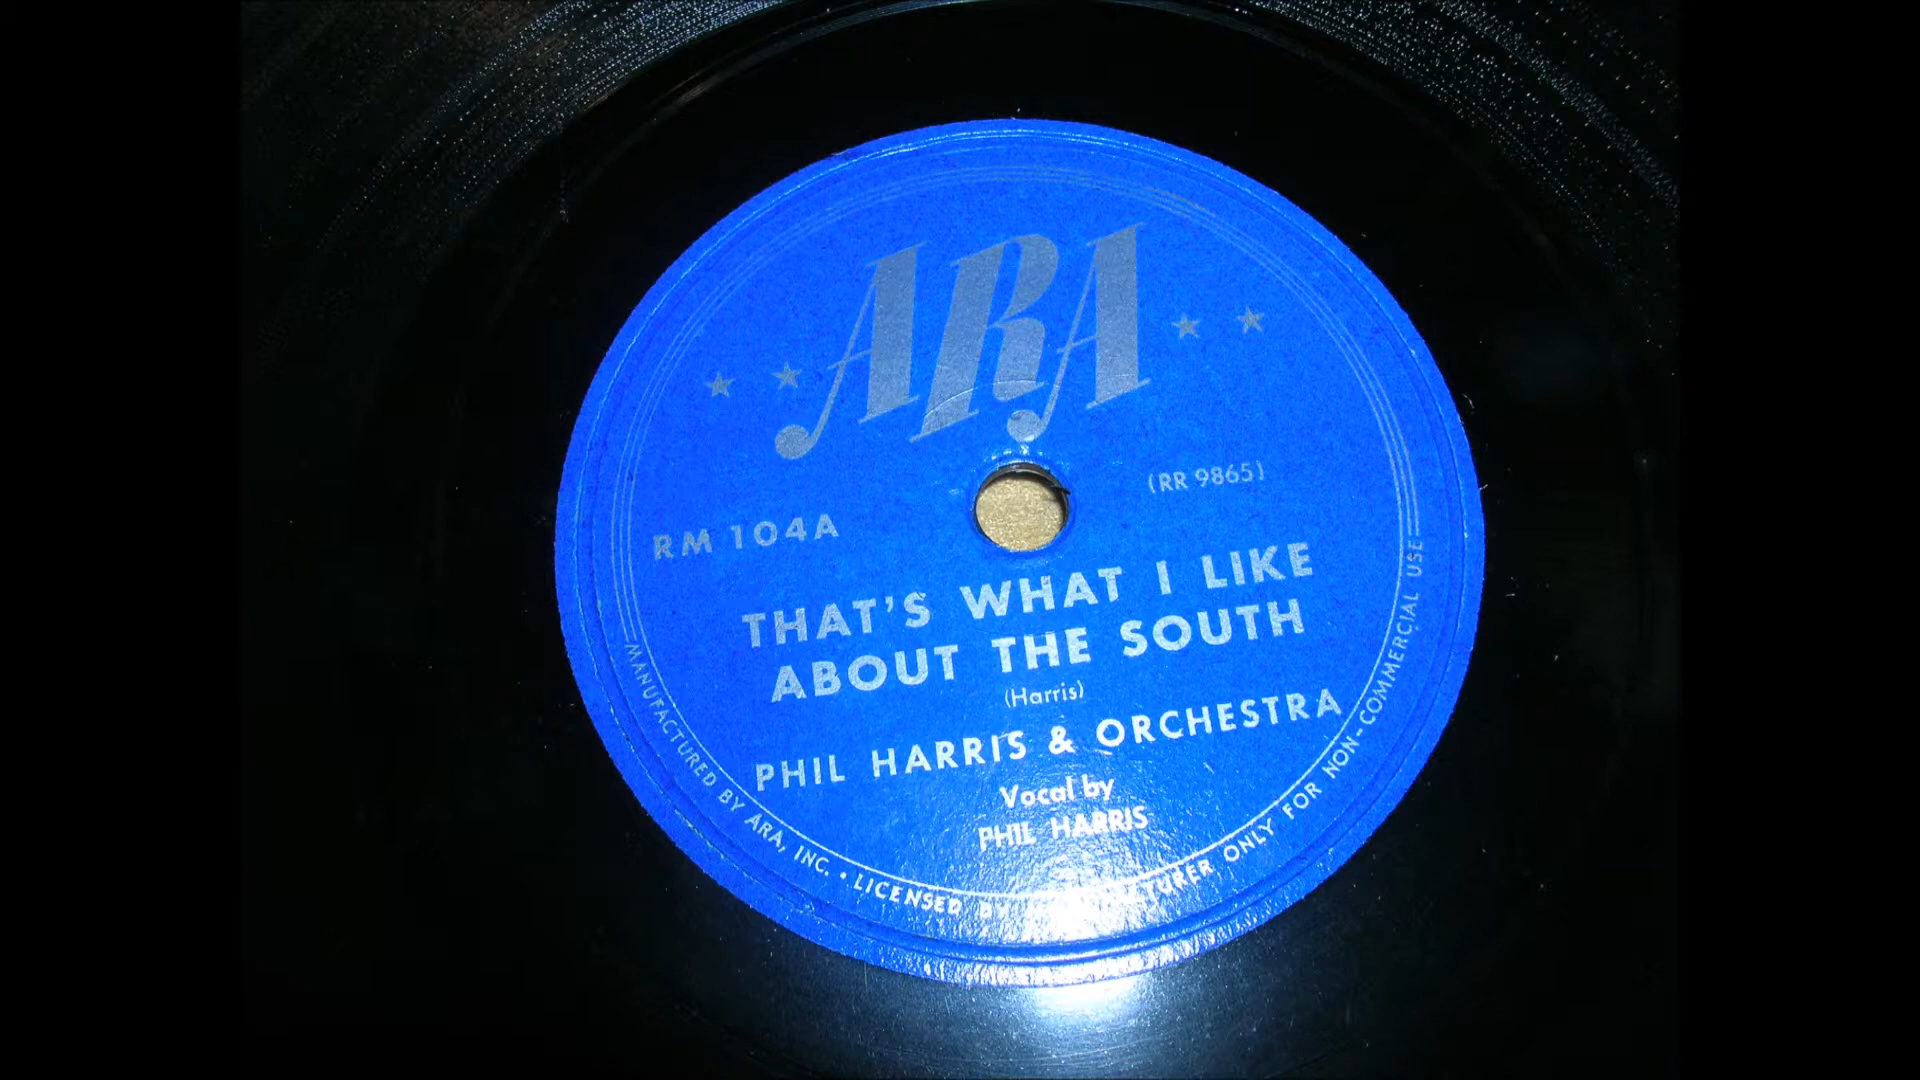 ARA
(RR 9865)
RM 104A
THAT'S WHAT I LIKE
ABOUT THE SOUTH
(Harris)
PHIL HARRIS & ORCHESTRA
Vocal by
PHIL HARRIS
MANUFACTURED BY ARA, INC. • LICENSED BY ONLY FOR NON-COMMERCIAL USE